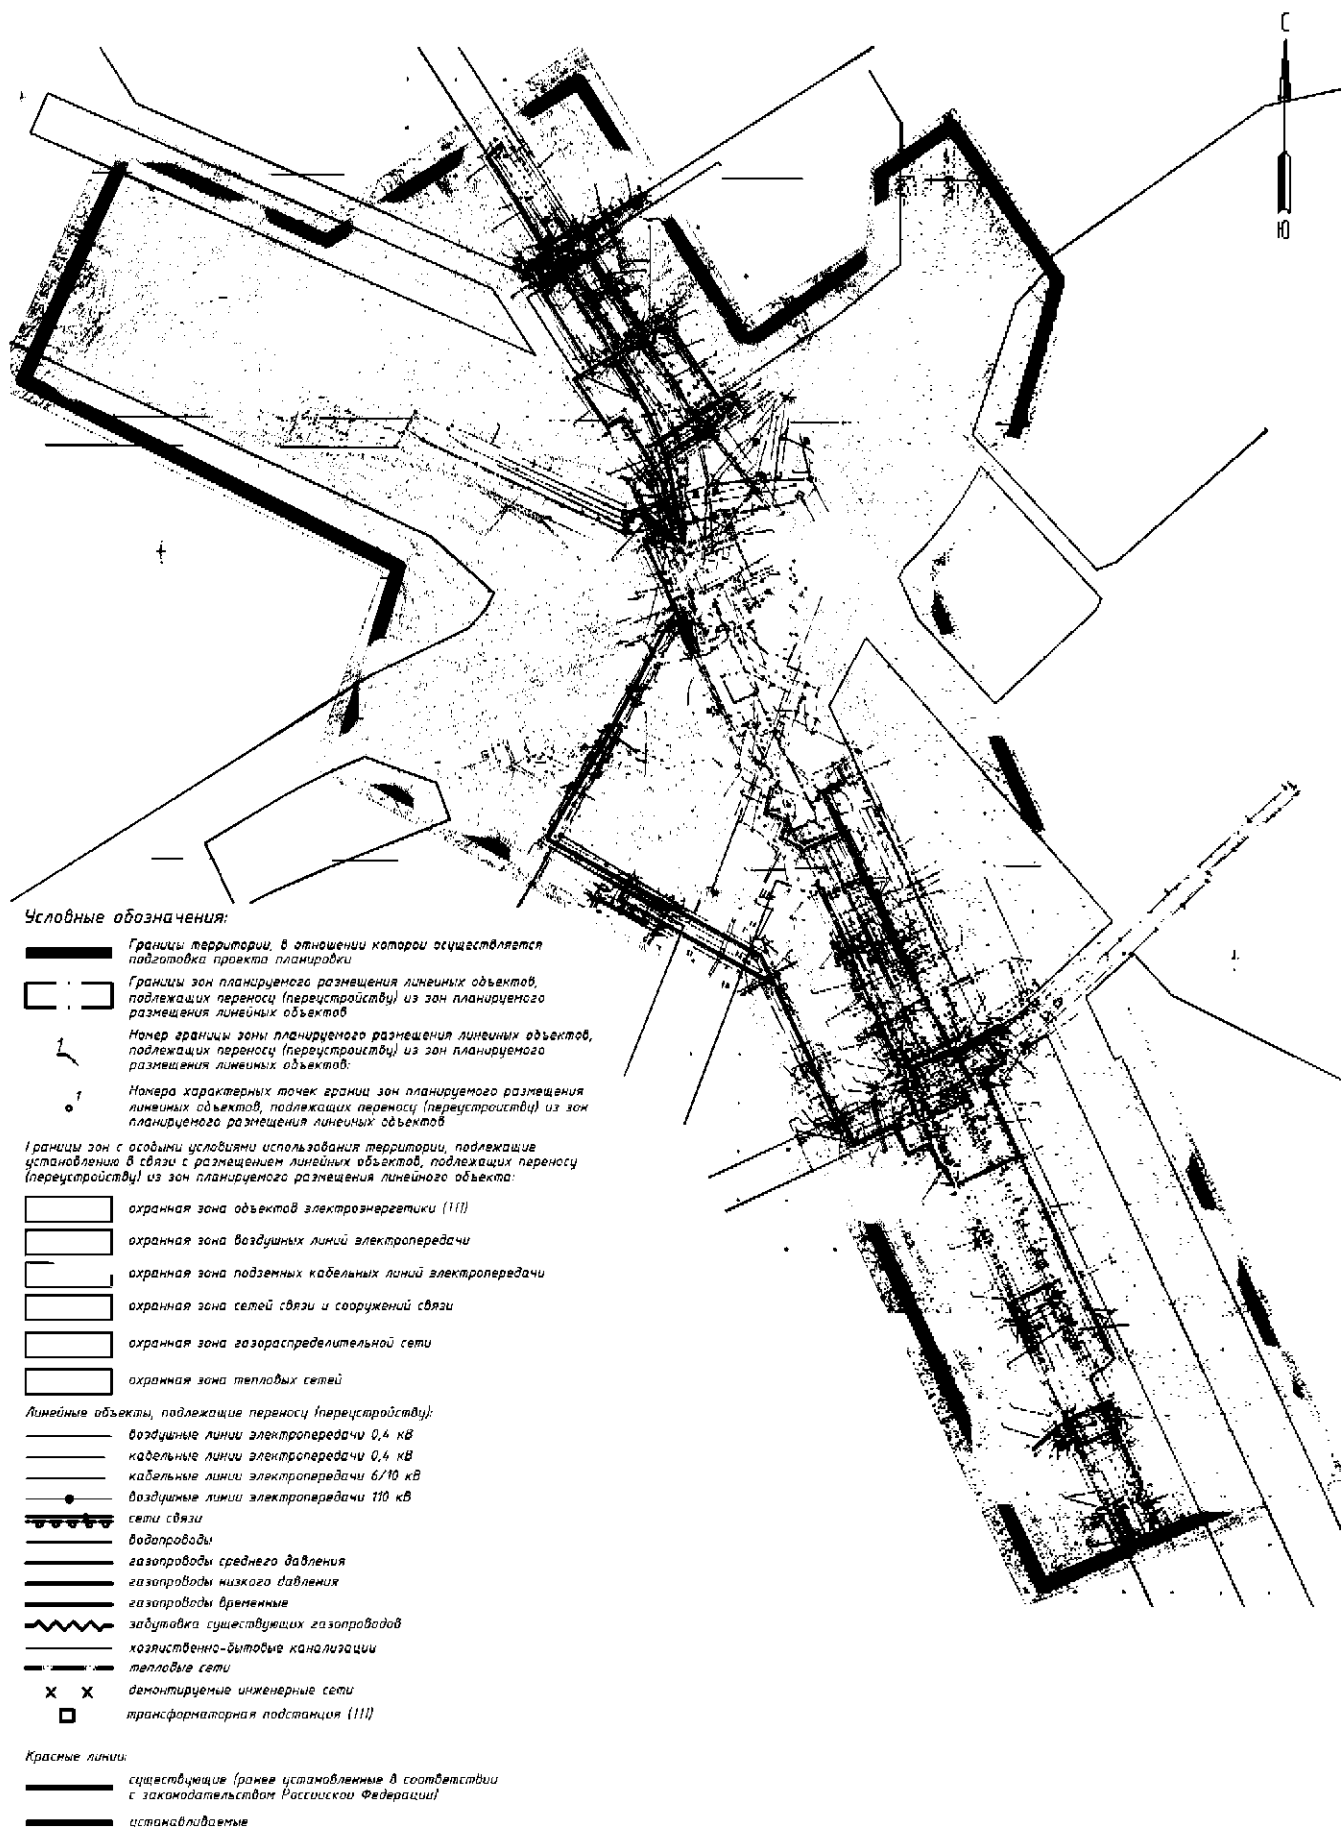 С
Ю
Условные обозначения:
Границы территории, в отношении которой осуществляется
подготовка проекта планировки
Границы зон планируемого размещения линейных объектов,
подлежащих переносу (переустройству) из зон планируемого
размещения линейных объектов
1
Номер границы зоны планируемого размещения линейных объектов,
подлежащих переносу (переустройству) из зон планируемого
размещения линейных объектов:
1
Номера характерных точек границ зон планируемого размещения
линейных объектов, подлежащих переносу (переустройству) из зон
планируемого размещения линейных объектов
Границы зон с особыми условиями использования территории, подлежащие
установлению в связи с размещением линейных объектов, подлежащих переносу
(переустройству) из зон планируемого размещения линейного объекта:
охранная зона объектов электроэнергетики (ТП)
охранная зона воздушных линий электропередачи
охранная зона подземных кабельных линий электропередачи
охранная зона сетей связи и сооружений связи
охранная зона газораспределительной сети
охранная зона тепловых сетей
Линейные объекты, подлежащие переносу (переустройству):
воздушные линии электропередачи 0,4 кВ
кабельные линии электропередачи 0,4 кВ
кабельные линии электропередачи 6/10 кВ
воздушные линии электропередачи 110 кВ
сети связи
водопроводы
газопроводы среднего давления
газопроводы низкого давления
газопроводы временные
забутовка существующих газопроводов
хозяйственно-бытовые канализации
тепловые сети
демонтируемые инженерные сети
трансформаторная подстанция (ТП)
Красные линии:
существующие (ранее установленные в соответствии
с законодательством Российской Федерации)
устанавливаемые